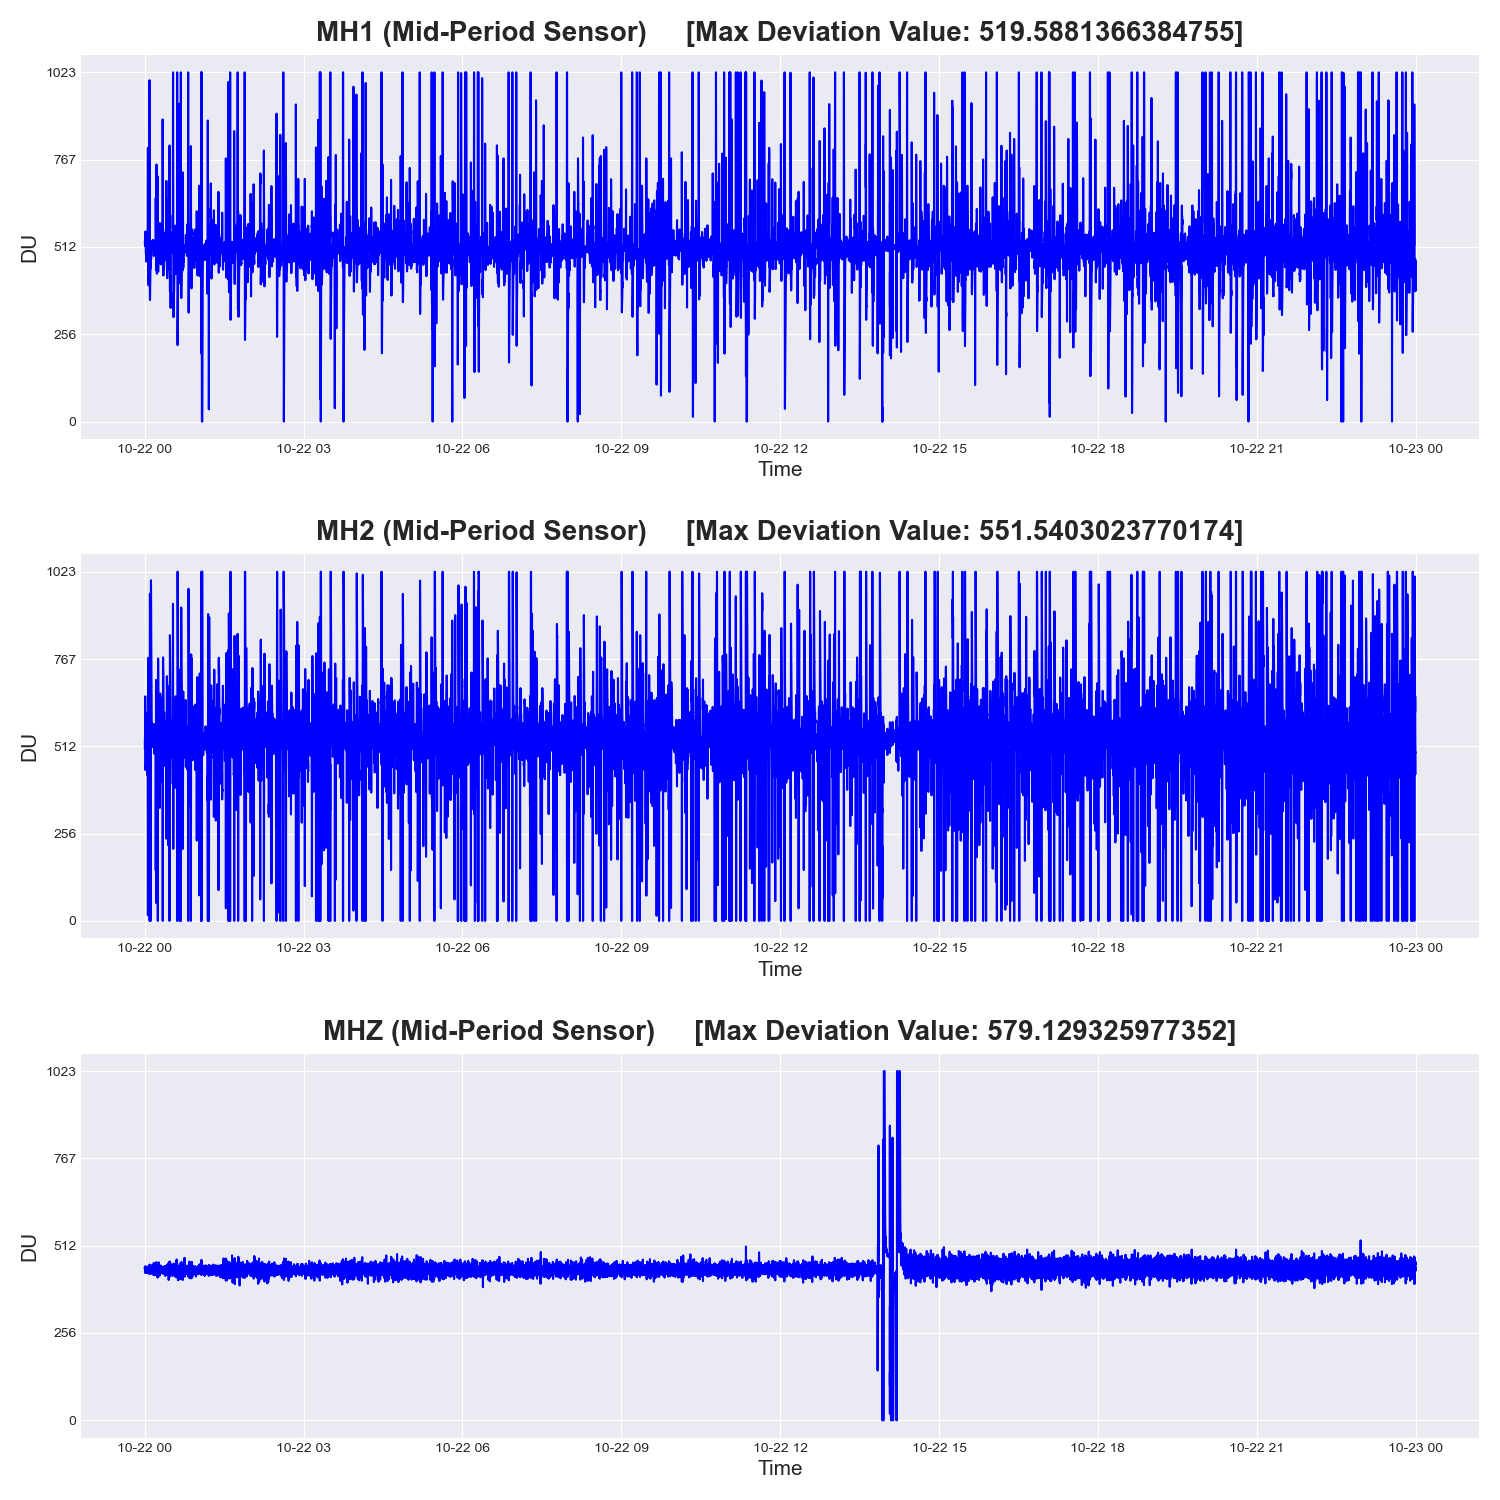 MH1 (Mid-Period Sensor) [Max Deviation Value: 519.5881366384755]
1023
767
512
256
0
DU
10-22 00 10-22 03 10-22 06 10-22 09 10-22 12 10-22 15 10-22 18 10-22 21 10-23 00
Time
MH2 (Mid-Period Sensor) [Max Deviation Value: 551.5403023770174]
1023
767
512
256
0
DU
10-22 00 10-22 03 10-22 06 10-22 09 10-22 12 10-22 15 10-22 18 10-22 21 10-23 00
Time
MHZ (Mid-Period Sensor) [Max Deviation Value: 579.129325977352]
1023
767
512
256
0
DU
10-22 00 10-22 03 10-22 06 10-22 09 10-22 12 10-22 15 10-22 18 10-22 21 10-23 00
Time